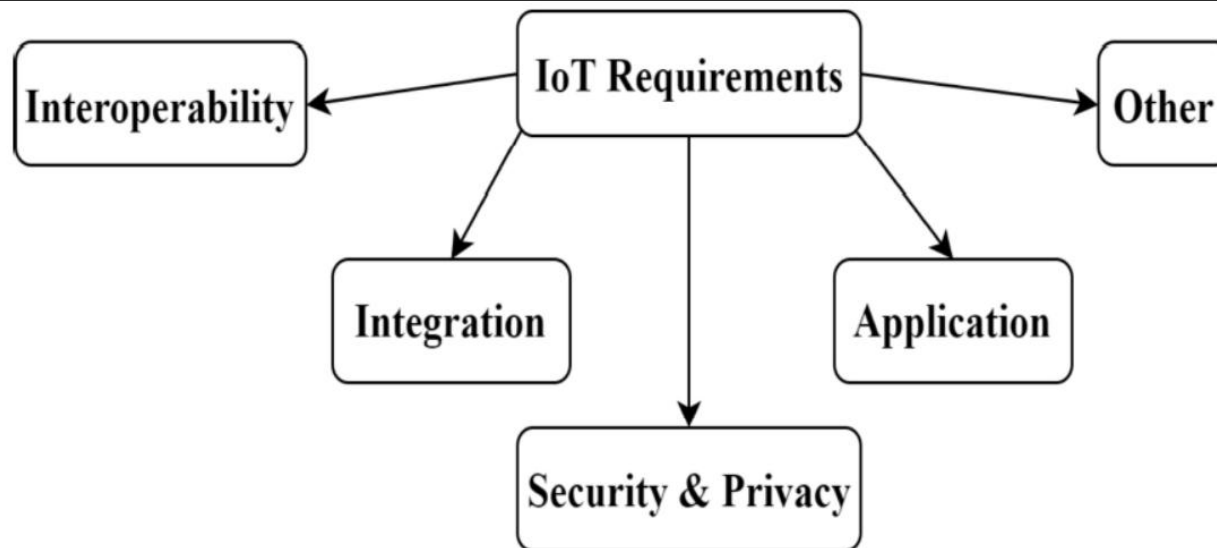 IoT Requirements
Interoperability
Other
Integration
Application
Security & Privacy